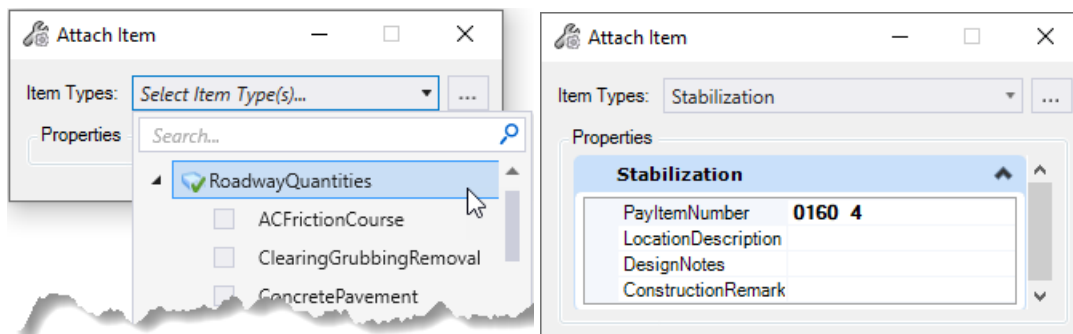 Attach Item
Item Types: Select Item Type(s)... ...
Properties
Search...
RoadwayQuantities
ACFrictionCourse
ClearingGrubbingRemoval
ConcretePavement
Attach Item
Item Types: Stabilization ...
Properties
Stabilization
PayItemNumber 0160 4
LocationDescription
DesignNotes
ConstructionRemark